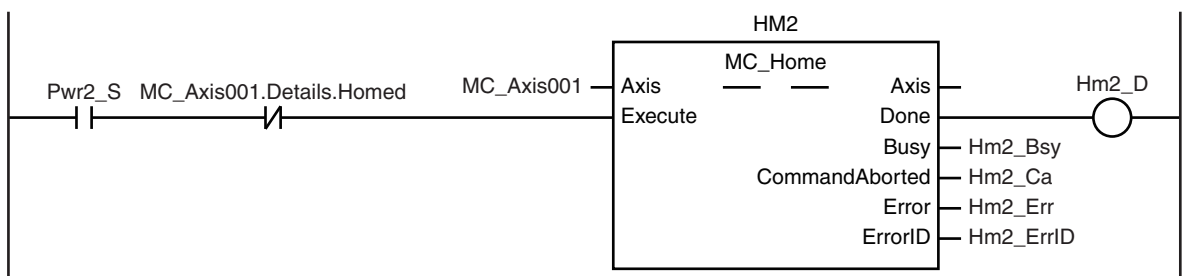 HM2
MC_Home
Pwr2_S MC_Axis001.Details.Homed MC_Axis001 Axis Axis Hm2_D
Execute Done
Busy Hm2_Bsy
CommandAborted Hm2_Ca
Error Hm2_Err
ErrorID Hm2_ErrID